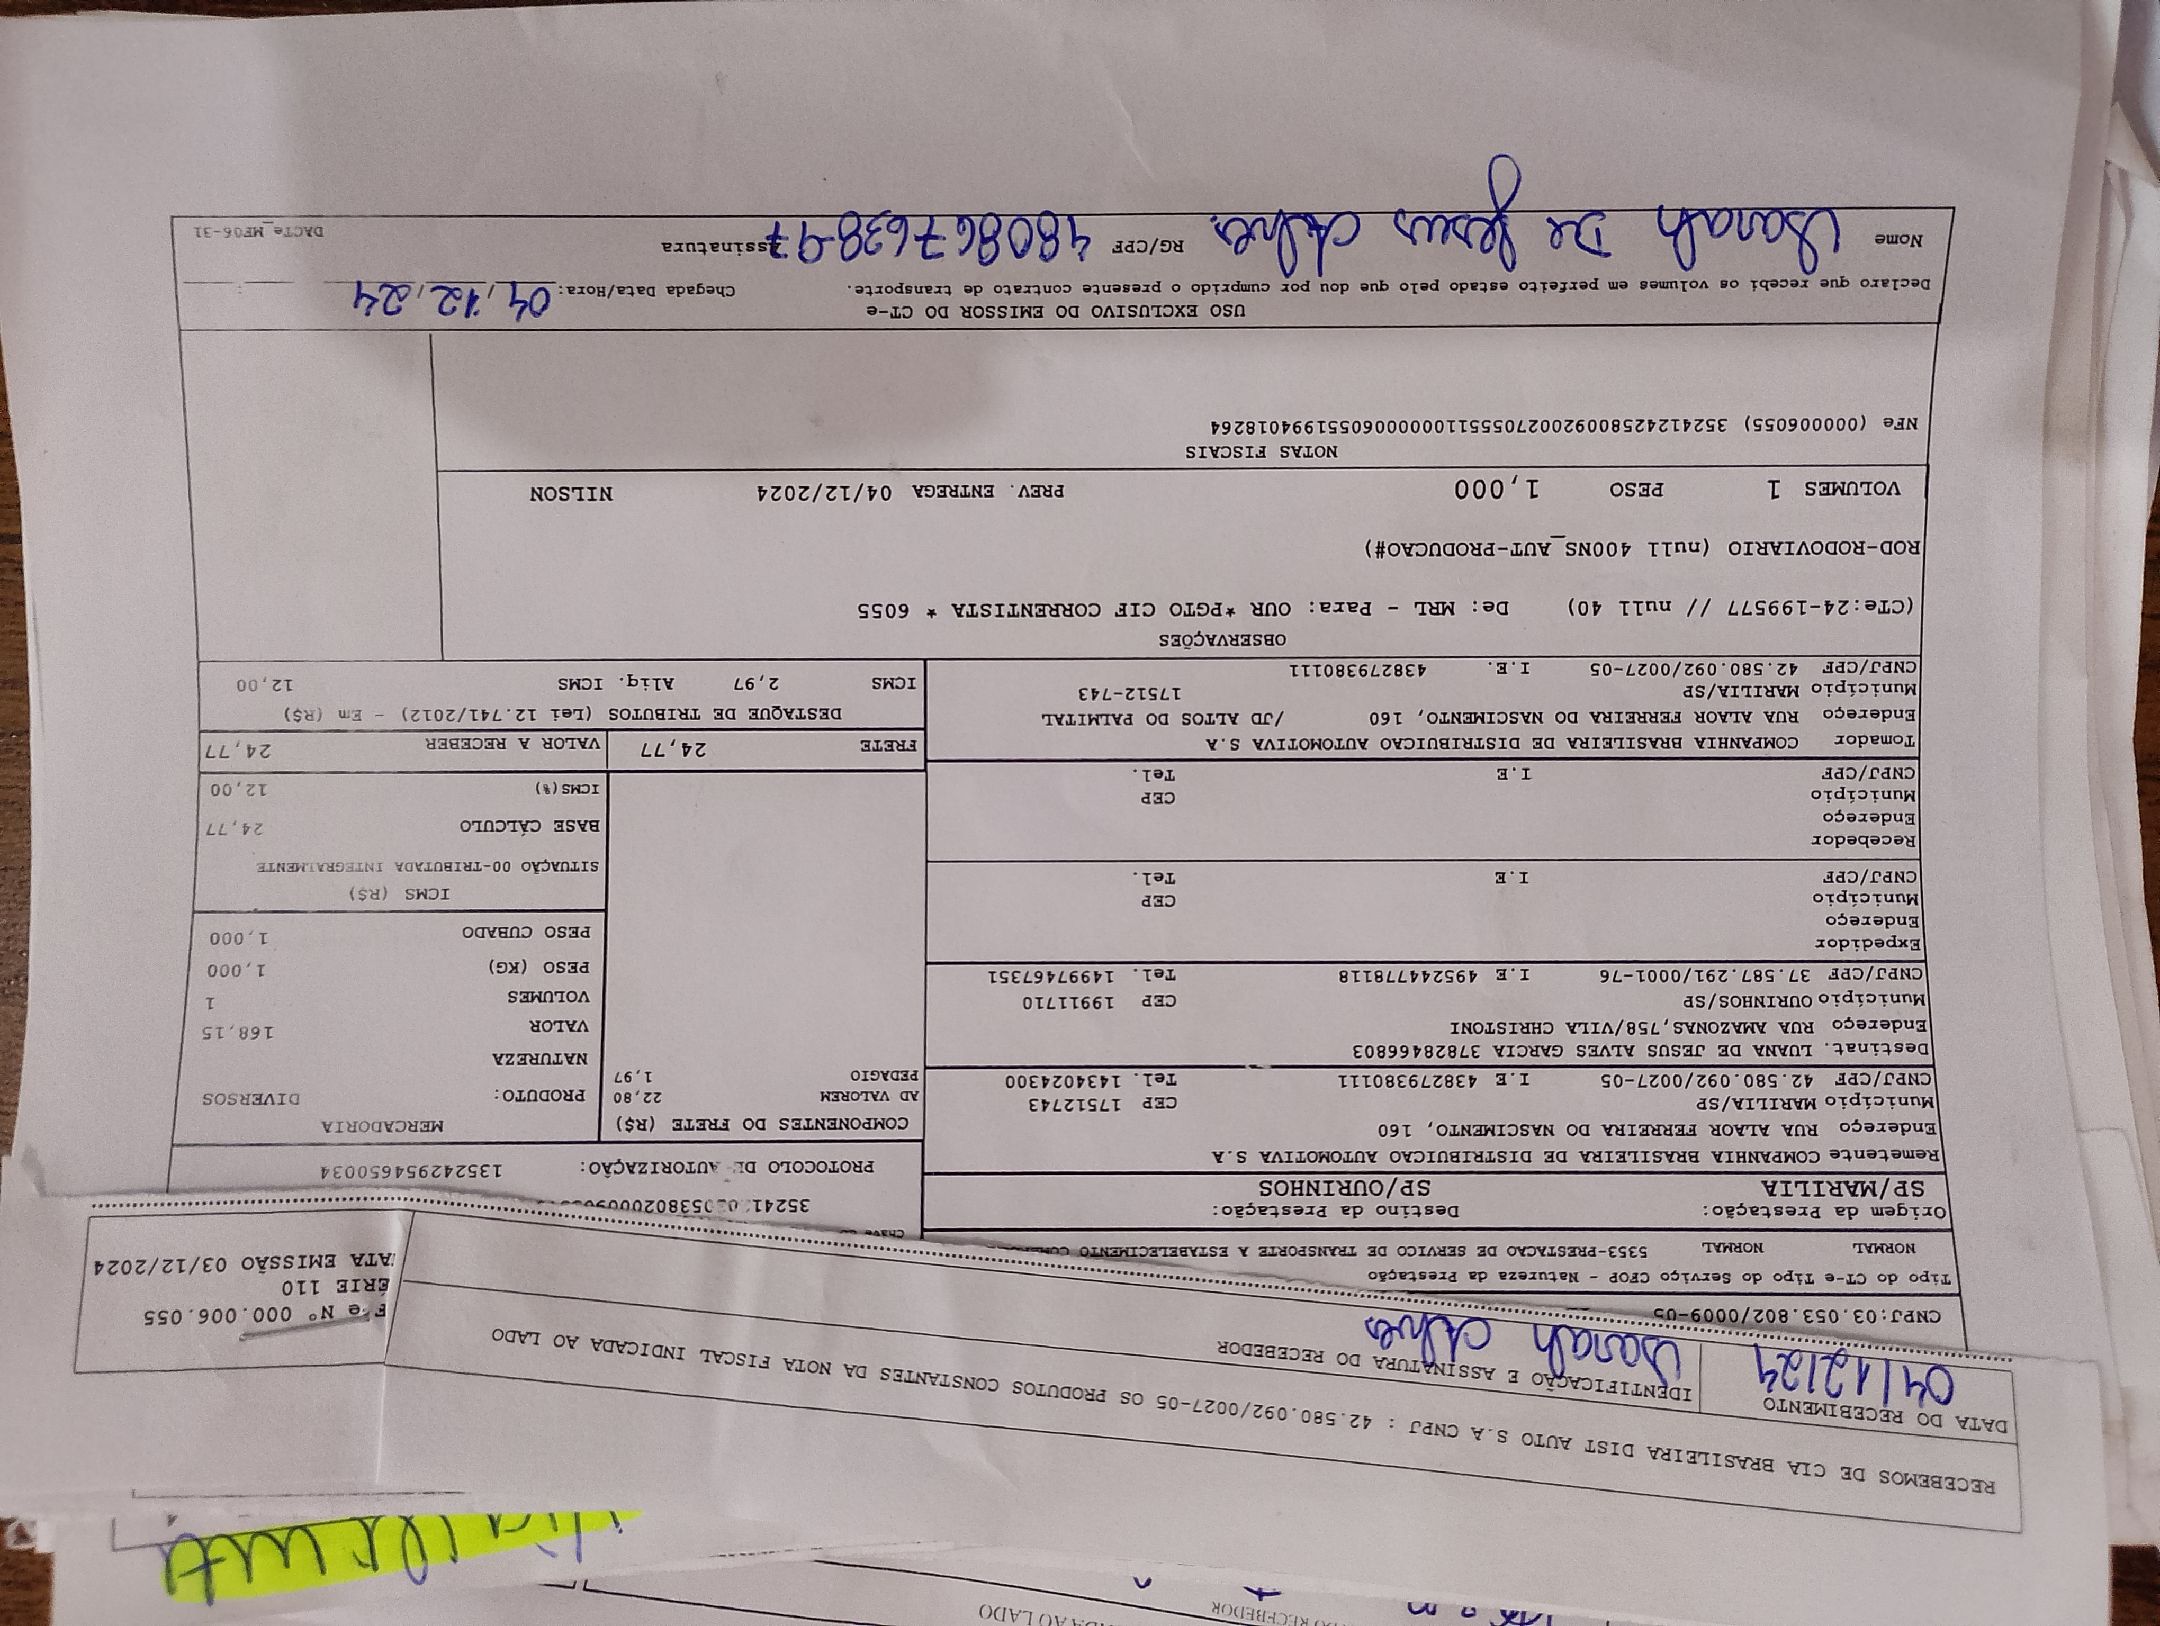 RECEBEMOS DE CIA BRASILEIRA DIST AUTO S.A CNPJ : 42.580.092/0027-05 OS PRODUTOS CONSTANTES DA NOTA FISCAL INDICADA AO LADO
DATA DO RECEBIMENTO
IDENTIFICAÇÃO E ASSINATURA DO RECEBEDOR
04/12/24
Alves
F-e Nº 000.006.055
ÉRIE 110
ATA EMISSÃO 03/12/2024
CNPJ:03.053.802/0009-05
Tipo do CT-e Tipo do Serviço CFOP - Natureza da Prestação
NORMAL NORMAL 5353-PRESTACAO DE SERVICO DE TRANSPORTE A ESTABELECIMENTO
Origem da Prestação: Destino da Prestação:
SP/MARILIA SP/OURINHOS
PROTOCOLO DE AUTORIZAÇÃO: 135242954650034
Remetente COMPANHIA BRASILEIRA DE DISTRIBUICAO AUTOMOTIVA S.A
Endereço RUA ALAOR FERREIRA DO NASCIMENTO, 160
Município MARILIA/SP CEP 17512743
CNPJ/CPF 42.580.092/0027-05 I.E 438279380111 Tel. 1434024300
Destinat. LUANA DE JESUS ALVES GARCIA 37828466803
Endereço RUA AMAZONAS,758/VILA CHRISTONI
Município OURINHOS/SP CEP 19911710
CNPJ/CPF 37.587.291/0001-76 I.E 495244778118 Tel. 14997467351
Expedidor
Endereço
Município CEP
CNPJ/CPF I.E Tel.
Recebedor
Endereço
Município CEP
CNPJ/CPF I.E Tel.
Tomador COMPANHIA BRASILEIRA DE DISTRIBUICAO AUTOMOTIVA S.A
Endereço RUA ALAOR FERREIRA DO NASCIMENTO, 160 /JD ALTOS DO PALMITAL
Município MARILIA/SP 17512-743
CNPJ/CPF 42.580.092/0027-05 I.E. 438279380111
COMPONENTES DO FRETE (R$)
AD VALOREM 22,80
PEDAGIO 1,97
MERCADORIA
PRODUTO: DIVERSOS
NATUREZA
VALOR 168,15
VOLUMES 1
PESO (KG) 1,000
PESO CUBADO 1,000
ICMS (R$)
SITUAÇÃO 00-TRIBUTADA INTEGRALMENTE
BASE CÁLCULO 24,77
ICMS(%) 12,00
FRETE 24,77 VALOR A RECEBER 24,77
DESTAQUE DE TRIBUTOS (Lei 12.741/2012) - Em (R$)
ICMS 2,97 Aliq. ICMS 12,00
OBSERVAÇÕES
(CTe:24-199577 // null 40) De: MRL - Para: OUR *PGTO CIF CORRENTISTA * 6055
ROD-RODOVIARIO (null 400NS_AUT-PRODUCAO#)
VOLUMES 1 PESO 1,000 PREV. ENTREGA 04/12/2024 NILSON
NOTAS FISCAIS
NFe (000006055) 35241242580092002705551100000060551994018264
USO EXCLUSIVO DO EMISSOR DO CT-e
Declaro que recebi os volumes em perfeito estado pelo que dou por cumprido o presente contrato de transporte. Chegada Data/Hora: 04/12/24 :
Nome De Jesus Alves RG/CPF 480867638-97 Assinatura
DACTe_MF06-31